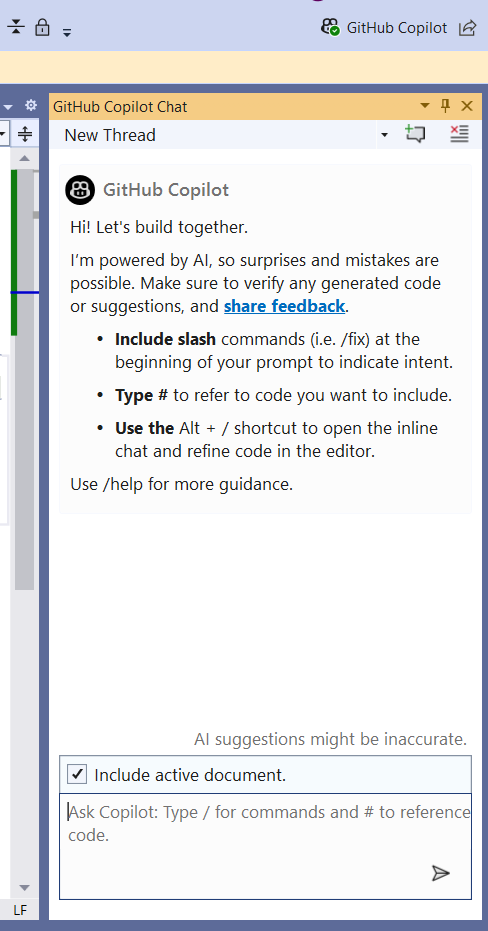 GitHub Copilot
GitHub Copilot Chat
New Thread
GitHub Copilot
Hi! Let's build together.
I'm powered by AI, so surprises and mistakes are
possible. Make sure to verify any generated code
or suggestions, and share feedback.
• Include slash commands (i.e. /fix) at the
beginning of your prompt to indicate intent.
• Type # to refer to code you want to include.
• Use the Alt + / shortcut to open the inline
chat and refine code in the editor.
Use /help for more guidance.
AI suggestions might be inaccurate.
Include active document.
Ask Copilot: Type / for commands and # to reference
code.
LF